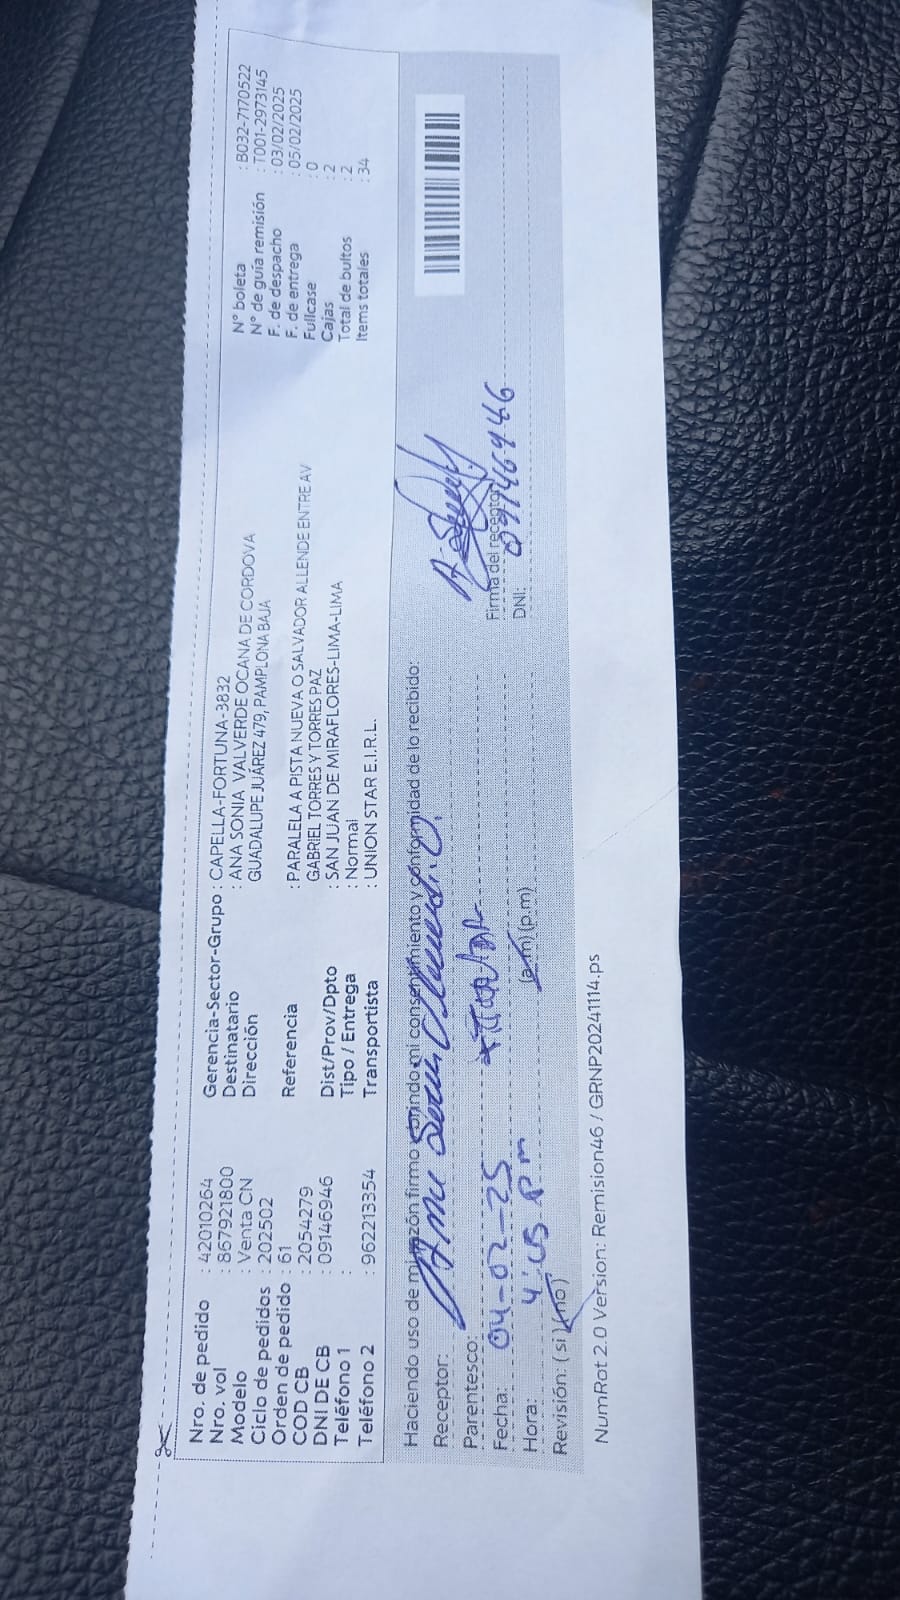 Nro. de pedido : 42010264
Nro. vol : 867921800
Modelo : Venta CN
Ciclo de pedidos : 202502
Orden de pedido : 61
COD CB : 2054279
DNI DE CB : 09146946
Teléfono 1 :
Teléfono 2 : 962213354
Gerencia-Sector-Grupo : CAPELLA-FORTUNA-3832
Destinatario : ANA SONIA VALVERDE OCANA DE CORDOVA
Dirección GUADALUPE JUÁREZ 479, PAMPLONA BAJA
Referencia : PARALELA A PISTA NUEVA O SALVADOR ALLENDE ENTRE AV
GABRIEL TORRES Y TORRES PAZ
Dist/Prov/Dpto : SAN JUAN DE MIRAFLORES-LIMA-LIMA
Tipo / Entrega : Normal
Transportista : UNION STAR E.I.R.L.
N° boleta : B032-7170522
N° de guía remisión : T001-2973145
F. de despacho : 03/02/2025
F. de entrega : 05/02/2025
Fullcase : 0
Cajas : 2
Total de bultos : 2
Items totales : 34
Haciendo uso de mi razón firmo brindo mi consentimiento y conformidad de lo recibido:
Receptor:
Parentesco: Titular
Fecha: 04-02-25
Hora: pm (a.m) (p.m)
Revisión: (si) (no)
Firma del receptor
DNI: 09146946
NumRot 2.0 Version: Remision46 / GRNP20241114.ps